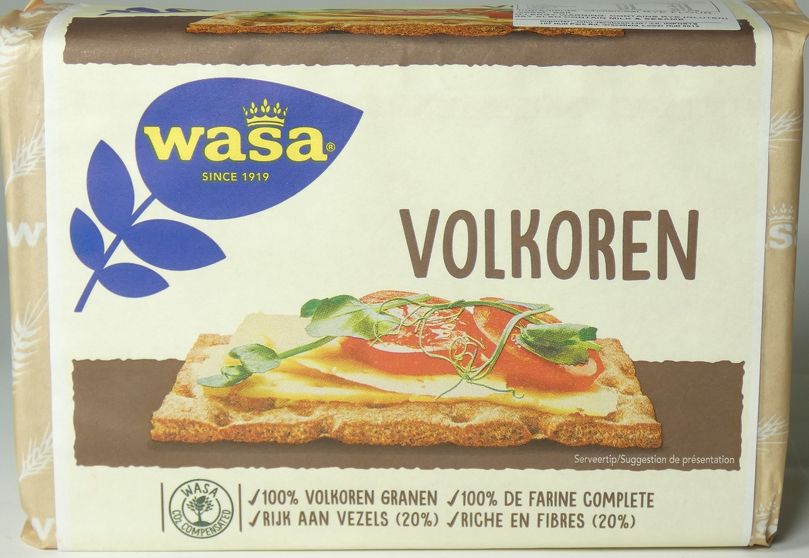 wasa®
SINCE 1919
VOLKOREN
Serveertip/Suggestion de présentation
WASA
CO2 COMPENSATED
✓100% VOLKOREN GRANEN ✓100% DE FARINE COMPLETE
✓RIJK AAN VEZELS (20%) ✓RICHE EN FIBRES (20%)